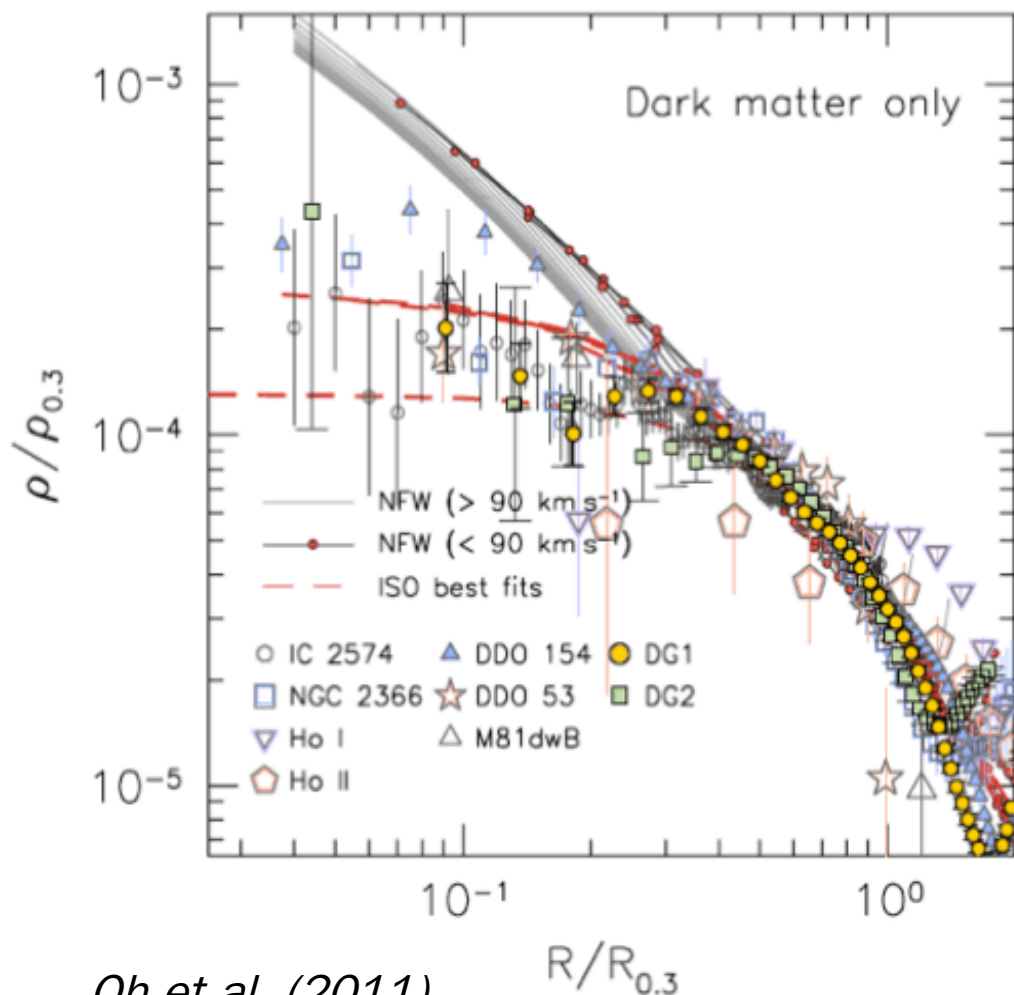 10⁻³
Dark matter only
ρ/ρ₀.₃
10⁻⁴
NFW (> 90 km s⁻¹)
NFW (< 90 km s⁻¹)
ISO best fits
IC 2574 DDO 154 DG1
NGC 2366 DDO 53 DG2
Ho I M81dwB
Ho II
10⁻⁵
10⁻¹ 10⁰
R/R₀.₃
Oh et al. (2011)